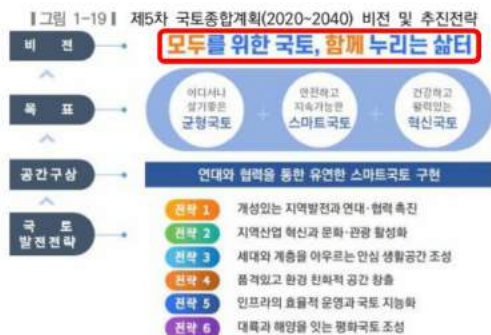 ▮그림 1-19▮ 제5차 국토종합계획(2020~2040) 비전 및 추진전략
비 전
모두를 위한 국토, 함께 누리는 삶터
목 표
어디서나
살기좋은
균형국토
+
안전하고
지속가능한
스마트국토
+
건강하고
활력있는
혁신국토
공간구상
연대와 협력을 통한 유연한 스마트국토 구현
국 토
발전전략
전략 1 개성있는 지역발전과 연대·협력 촉진
전략 2 지역산업 혁신과 문화·관광 활성화
전략 3 세대와 계층을 아우르는 안심 생활공간 조성
전략 4 품격있고 환경 친화적 공간 창출
전략 5 인프라의 효율적 운영과 국토 지능화
전략 6 대륙과 해양을 잇는 평화국토 조성